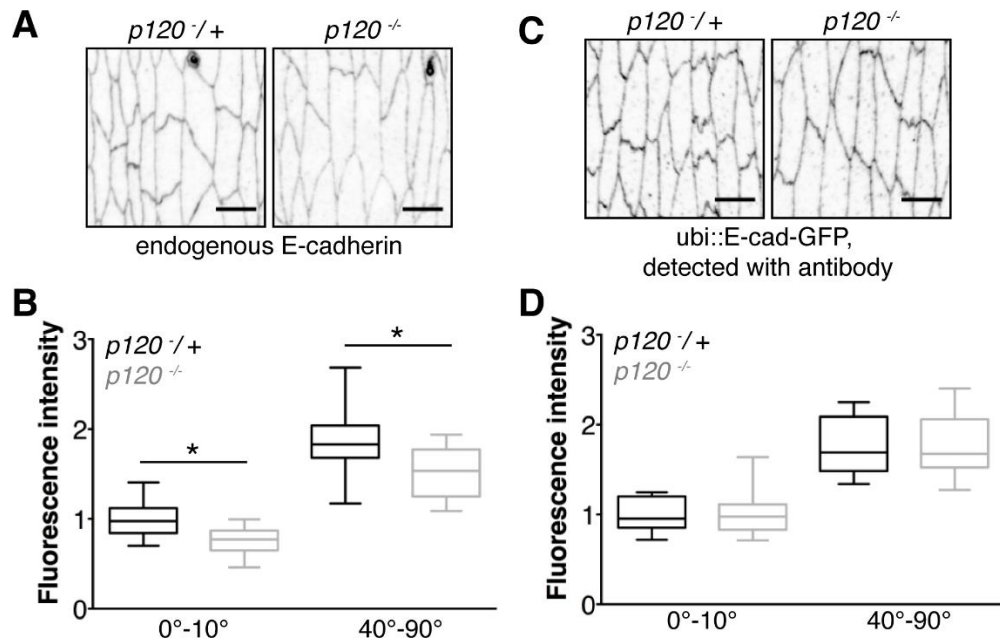 A
p120 -/+
p120 -/-
endogenous E-cadherin
B
Fluorescence intensity
3
2
1
0
p120 -/+
p120 -/-
*
*
0°-10°
40°-90°
C
p120 -/+
p120 -/-
ubi::E-cad-GFP,
detected with antibody
D
Fluorescence intensity
3
2
1
0
p120 -/+
p120 -/-
0°-10°
40°-90°